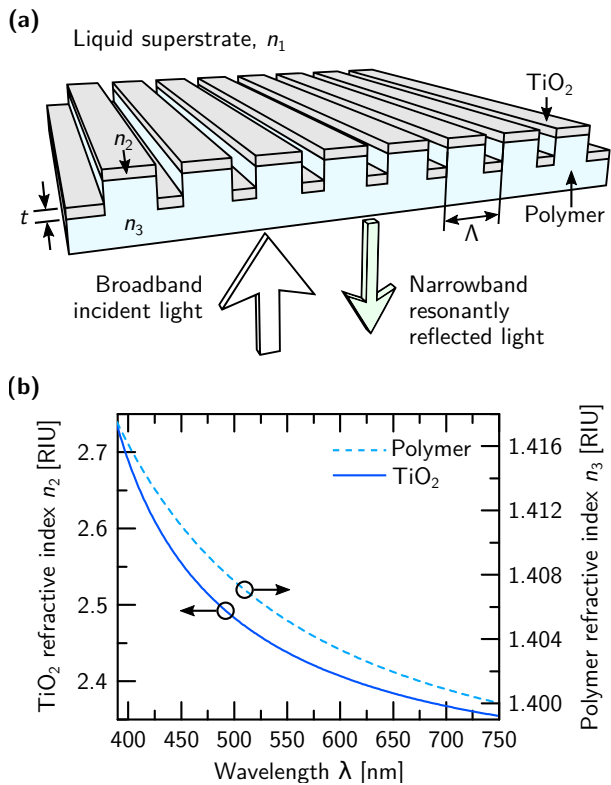 (a)
Liquid superstrate, n₁
TiO₂
n₂
t
n₃
Λ
Polymer
Broadband
incident light
Narrowband
resonantly
reflected light
(b)
TiO₂ refractive index n₂ [RIU]
2.7
2.6
2.5
2.4
Polymer
TiO₂
1.416
1.412
1.408
1.404
1.400
Polymer refractive index n₃ [RIU]
400 450 500 550 600 650 700 750
Wavelength λ [nm]